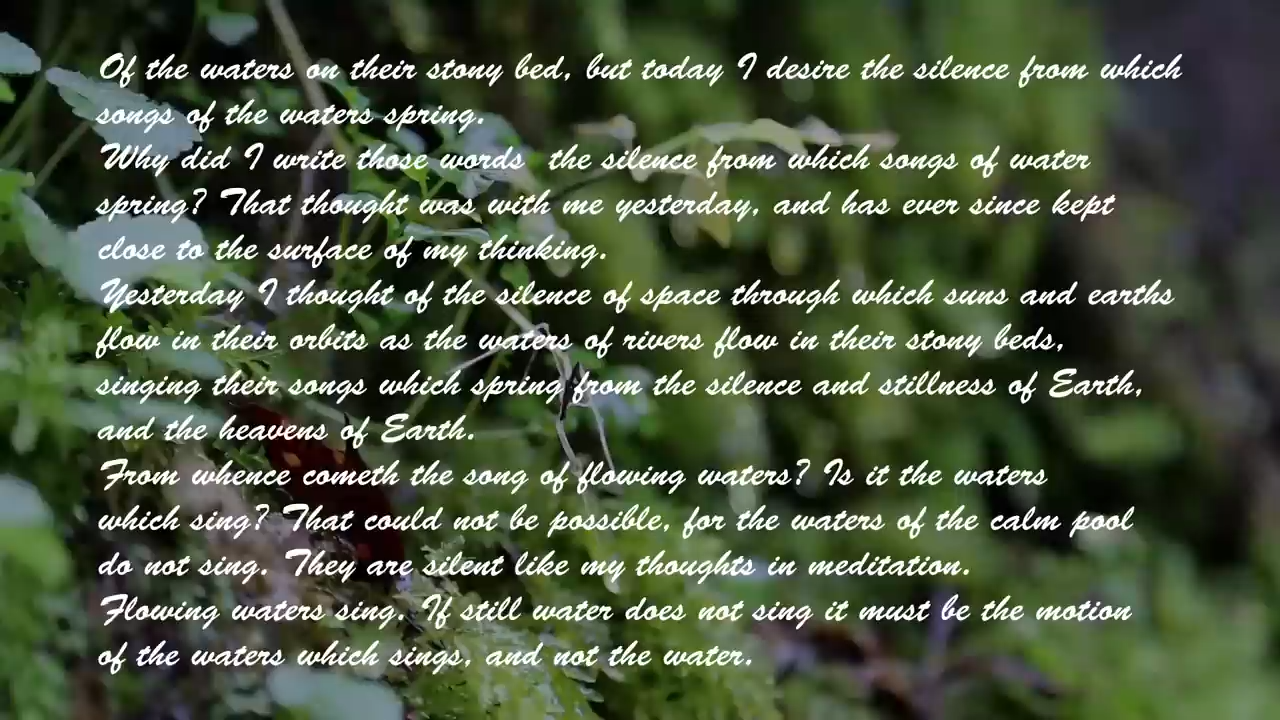 Of the waters on their stony bed, but today I desire the silence from which
songs of the waters spring.
Why did I write those words  the silence from which songs of water
spring? That thought was with me yesterday, and has ever since kept
close to the surface of my thinking.
Yesterday I thought of the silence of space through which suns and earths
flow in their orbits as the waters of rivers flow in their stony beds,
singing their songs which spring from the silence and stillness of Earth,
and the heavens of Earth.
From whence cometh the song of flowing waters? Is it the waters
which sing? That could not be possible, for the waters of the calm pool
do not sing. They are silent like my thoughts in meditation.
Flowing waters sing. If still water does not sing it must be the motion
of the waters which sings, and not the water.